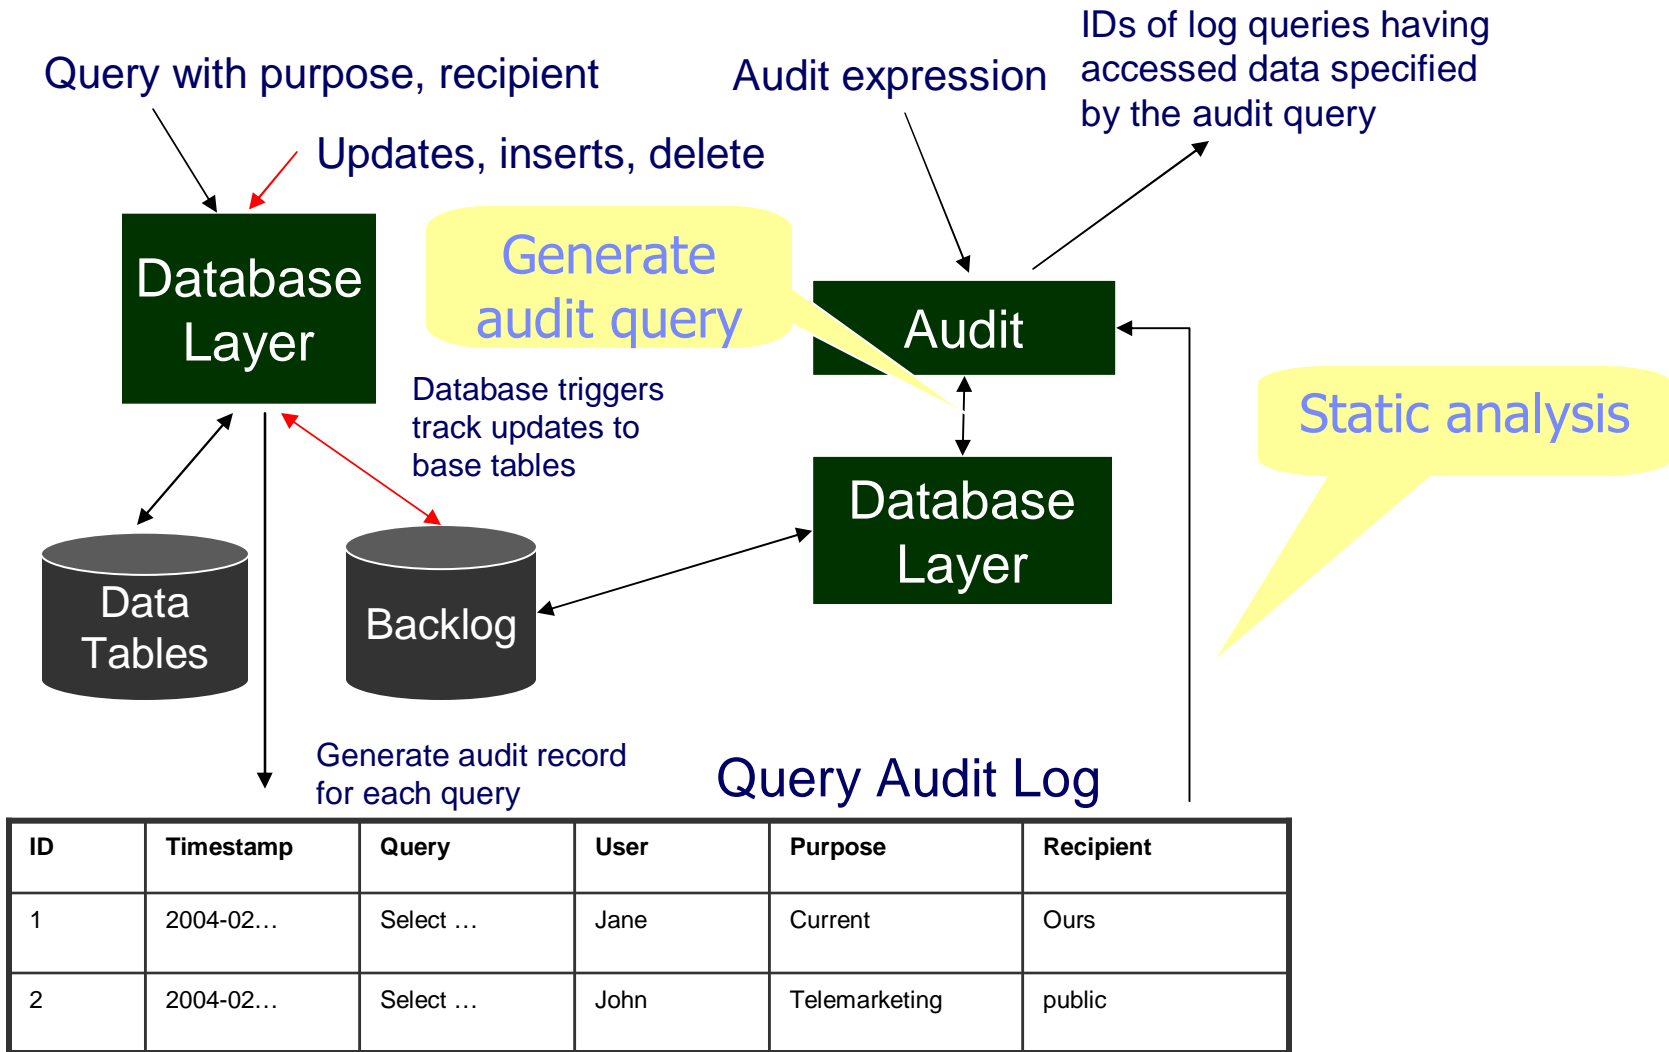 Query with purpose, recipient
Updates, inserts, delete
Audit expression
IDs of log queries having
accessed data specified
by the audit query
Database
Layer
Generate
audit query
Audit
Database triggers
track updates to
base tables
Static analysis
Database
Layer
Data
Tables
Backlog
Generate audit record
for each query
Query Audit Log
ID Timestamp Query User Purpose Recipient
1 2004-02… Select … Jane Current Ours
2 2004-02… Select … John Telemarketing public